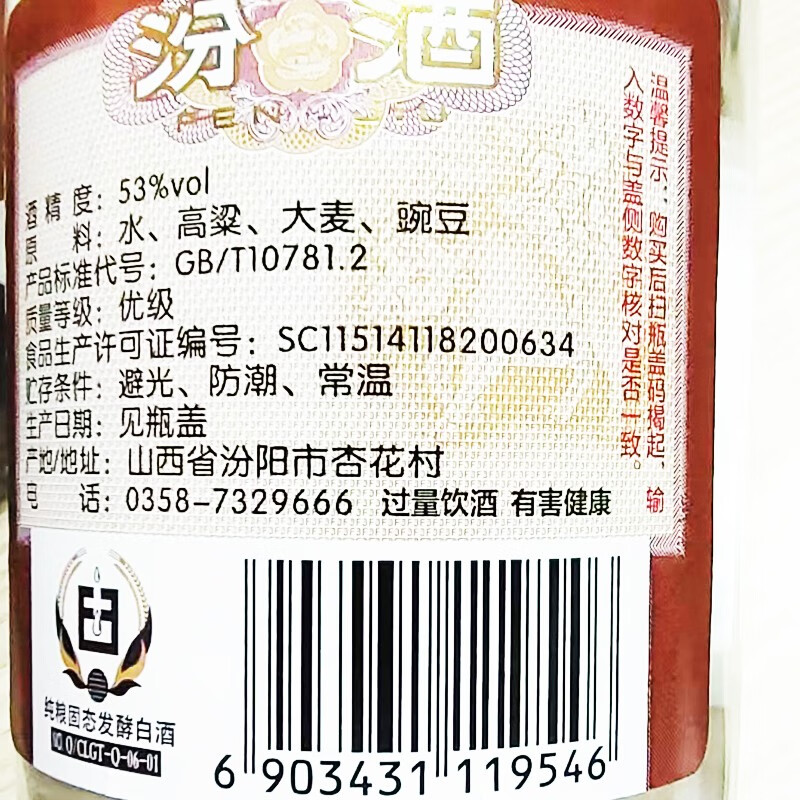 汾酒
FEN
酒精度：53%vol
原料：水、高粱、大麦、豌豆
产品标准代号：GB/T10781.2
质量等级：优级
食品生产许可证编号：SC11514118200634
贮存条件：避光、防潮、常温
生产日期：见瓶盖
产地/地址：山西省汾阳市杏花村
电话：0358-7329666 过量饮酒 有害健康
温馨提示：购买后扫瓶盖码揭起，输
入数字与盖侧数字核对是否一致。
纯粮固态发酵白酒
NO.Q/CLGT-Q-06-01
6 903431 119546